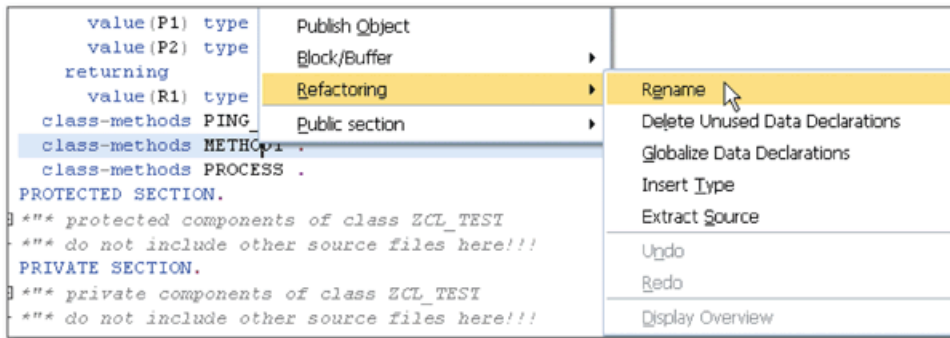 value(P1) type
value(P2) type
returning
value(R1) type
class-methods PING_
class-methods METHOD1 .
class-methods PROCESS .
PROTECTED SECTION.
*"* protected components of class ZCL_TEST
*"* do not include other source files here!!!
PRIVATE SECTION.
*"* private components of class ZCL_TEST
*"* do not include other source files here!!!
Publish Object
Block/Buffer
Refactoring
Public section
Rename
Delete Unused Data Declarations
Globalize Data Declarations
Insert Type
Extract Source
Undo
Redo
Display Overview